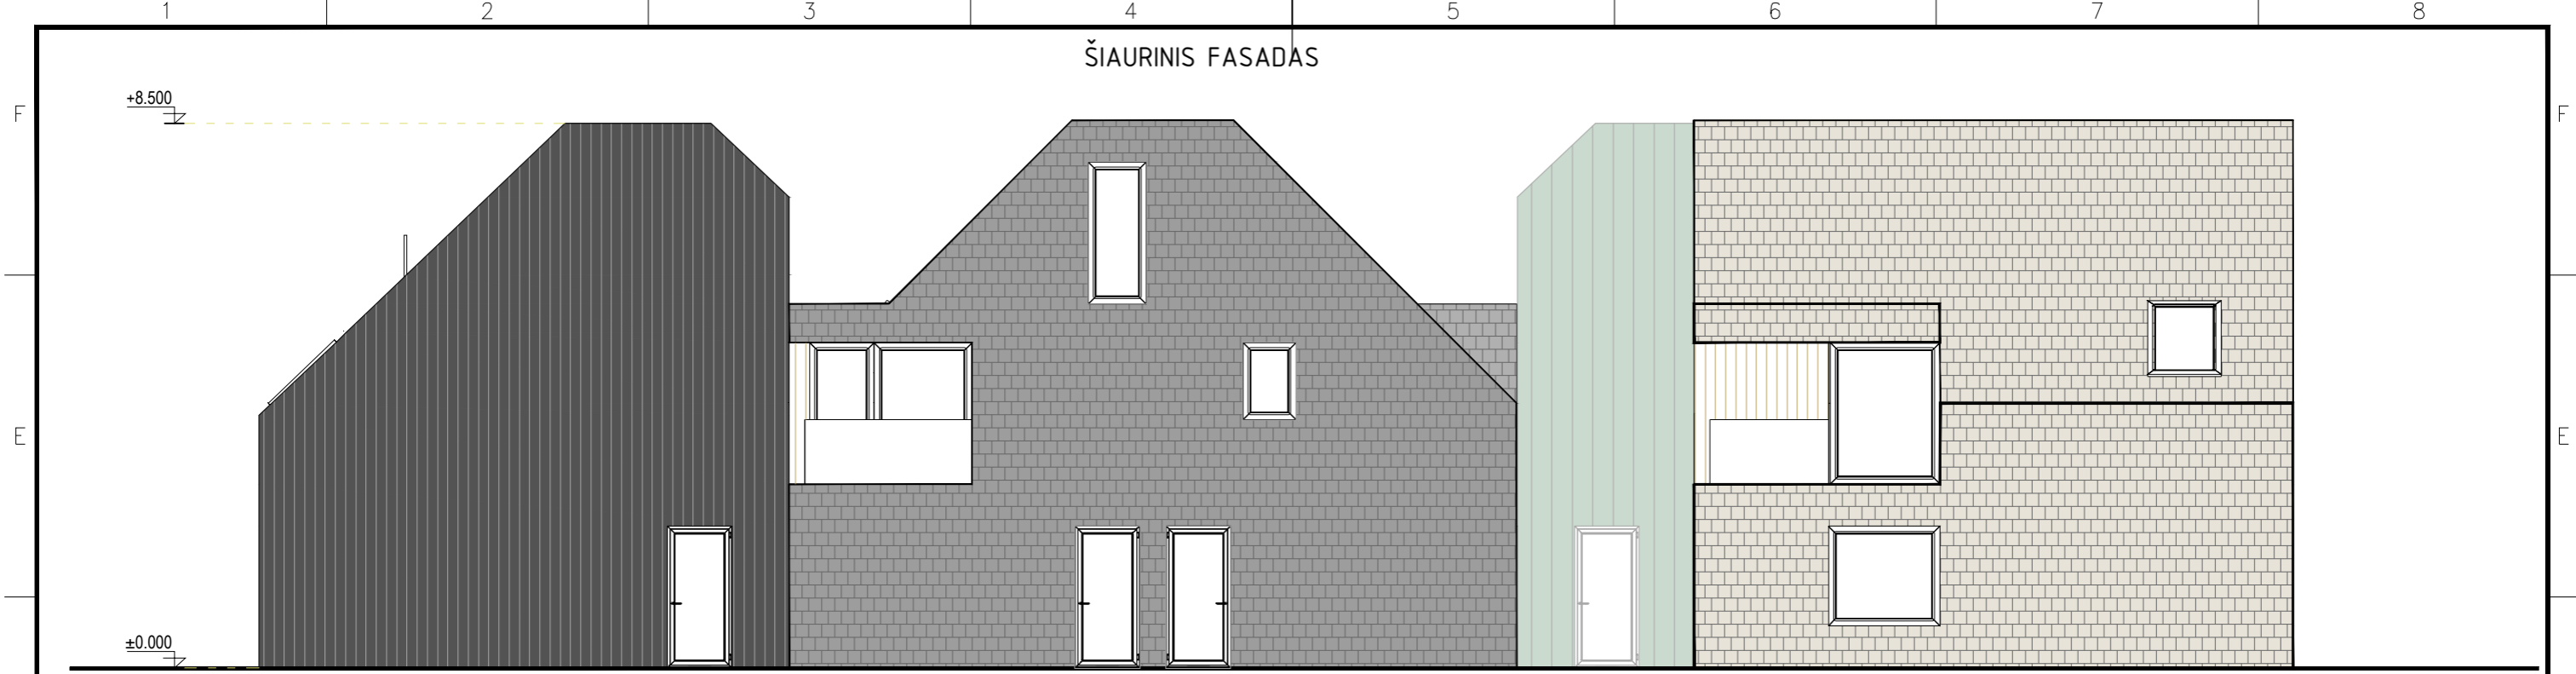 1 2 3 4 5 6 7 8
ŠIAURINIS FASADAS
+8.500
F F
E E
±0.000